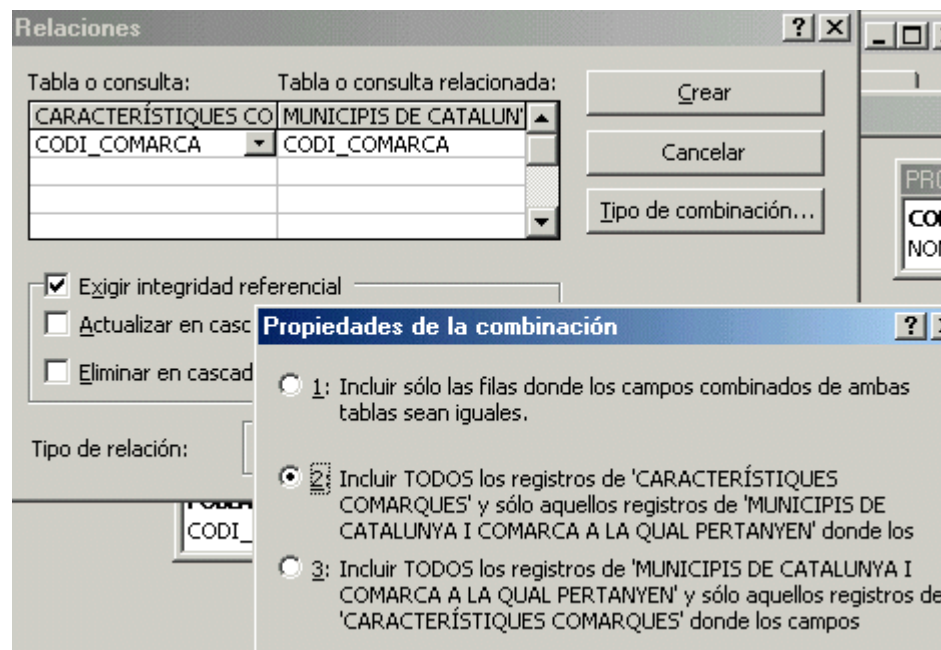 Relaciones
Tabla o consulta: Tabla o consulta relacionada:
CARACTERÍSTIQUES CO MUNICIPIS DE CATALUN
CODI_COMARCA CODI_COMARCA
Crear
Cancelar
Tipo de combinación...
Exigir integridad referencial
Actualizar en casc
Eliminar en cascad
Tipo de relación:
PRO
COD
NOM
CODI_
Propiedades de la combinación
1: Incluir sólo las filas donde los campos combinados de ambas
tablas sean iguales.
2: Incluir TODOS los registros de 'CARACTERÍSTIQUES
COMARQUES' y sólo aquellos registros de 'MUNICIPIS DE
CATALUNYA I COMARCA A LA QUAL PERTANYEN' donde los
3: Incluir TODOS los registros de 'MUNICIPIS DE CATALUNYA I
COMARCA A LA QUAL PERTANYEN' y sólo aquellos registros de
'CARACTERÍSTIQUES COMARQUES' donde los campos